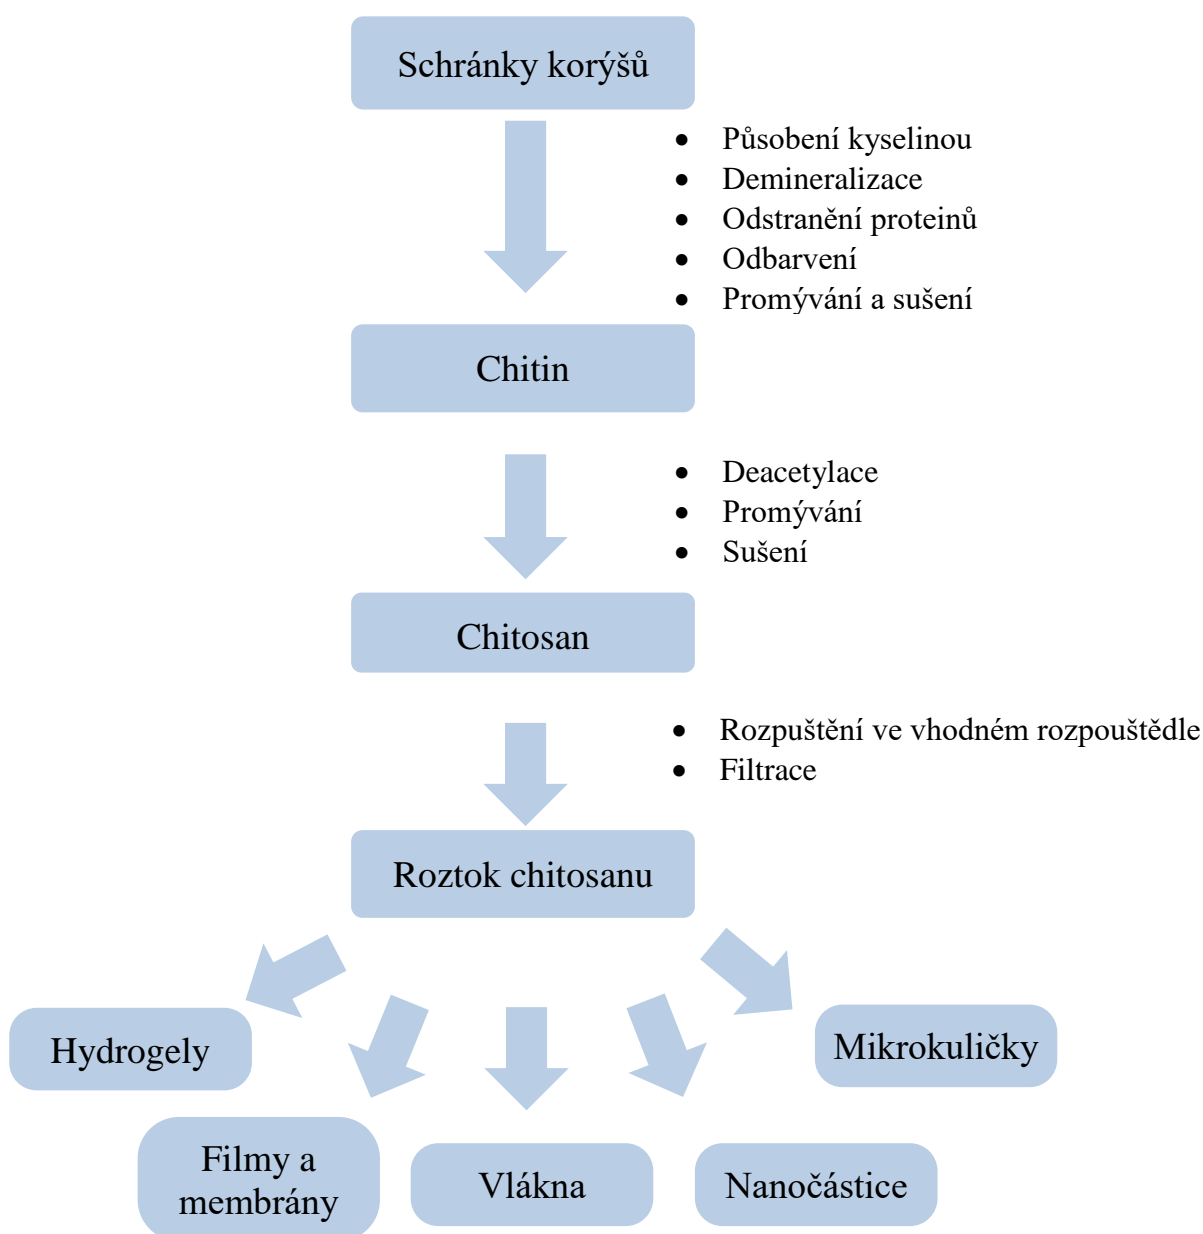 Schránky korýšů
• Působení kyselinou
• Demineralizace
• Odstranění proteinů
• Odbarvení
• Promývání a sušení
Chitin
• Deacetylace
• Promývání
• Sušení
Chitosan
• Rozpuštění ve vhodném rozpouštědle
• Filtrace
Roztok chitosanu
Hydrogely
Mikrokuličky
Filmy a
membrány
Vlákna
Nanočástice